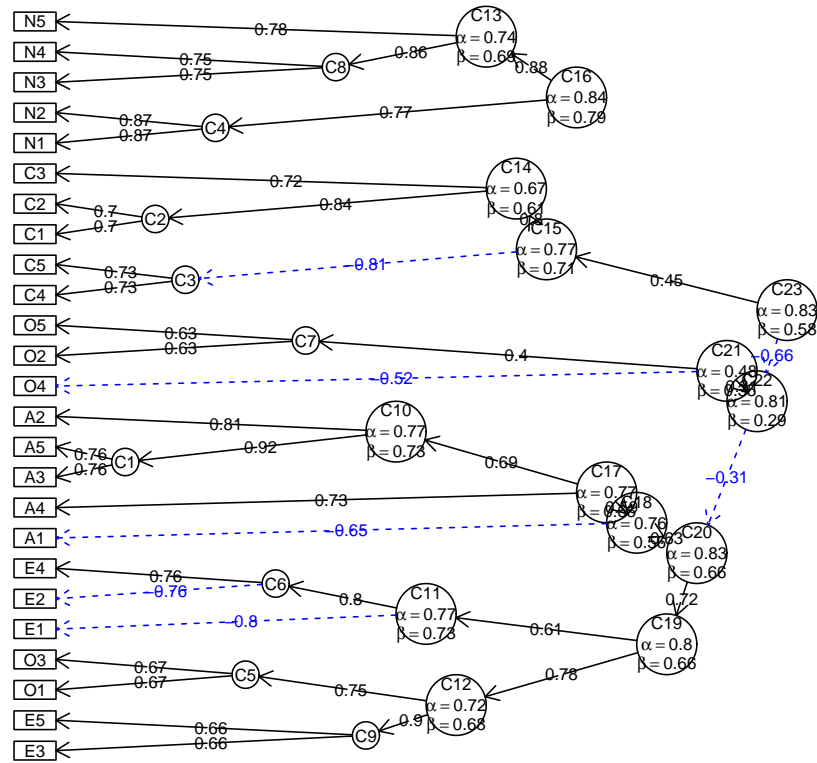 N5
N4
N3
N2
N1
C3
C2
C1
C5
C4
O5
O2
O4
A2
A5
A3
A4
A1
E4
E2
E1
O3
O1
E5
E3
0.78
0.75
0.75
0.87
0.87
0.86
0.88
0.77
0.72
0.7
0.7
0.84
0.73
0.73
−0.81
0.45
0.63
0.63
0.4
−0.52
−0.66
0.81
0.76
0.76
0.92
0.69
0.73
−0.65
−0.31
0.76
−0.76
0.8
−0.8
0.61
0.72
0.67
0.67
0.75
0.78
0.66
0.66
0.9
C8
C4
C2
C3
C7
C1
C6
C5
C9
C13
α = 0.74
β = 0.69
C16
α = 0.84
β = 0.79
C14
α = 0.67
β = 0.61
C15
α = 0.77
β = 0.71
C23
α = 0.83
β = 0.58
C21
α = 0.48
α = 0.81
β = 0.29
C10
α = 0.77
β = 0.73
C17
α = 0.77
α = 0.76
C20
α = 0.83
β = 0.66
C11
α = 0.77
β = 0.73
C19
α = 0.8
β = 0.66
C12
α = 0.72
β = 0.68